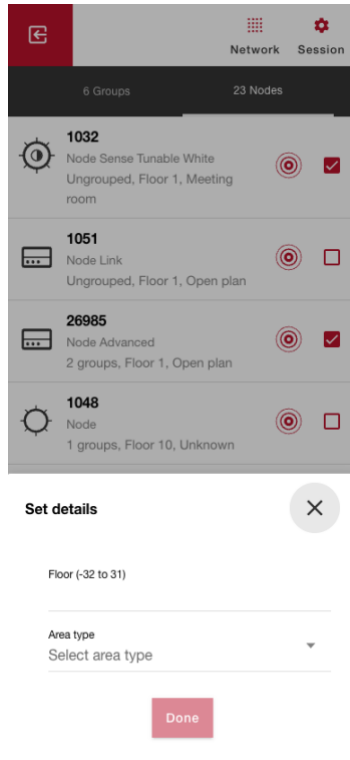 Network Session
6 Groups 23 Nodes
1032
Node Sense Tunable White
Ungrouped, Floor 1, Meeting
room
1051
Node Link
Ungrouped, Floor 1, Open plan
26985
Node Advanced
2 groups, Floor 1, Open plan
1048
Node
1 groups, Floor 10, Unknown
Set details
Floor (-32 to 31)
Area type
Select area type
Done